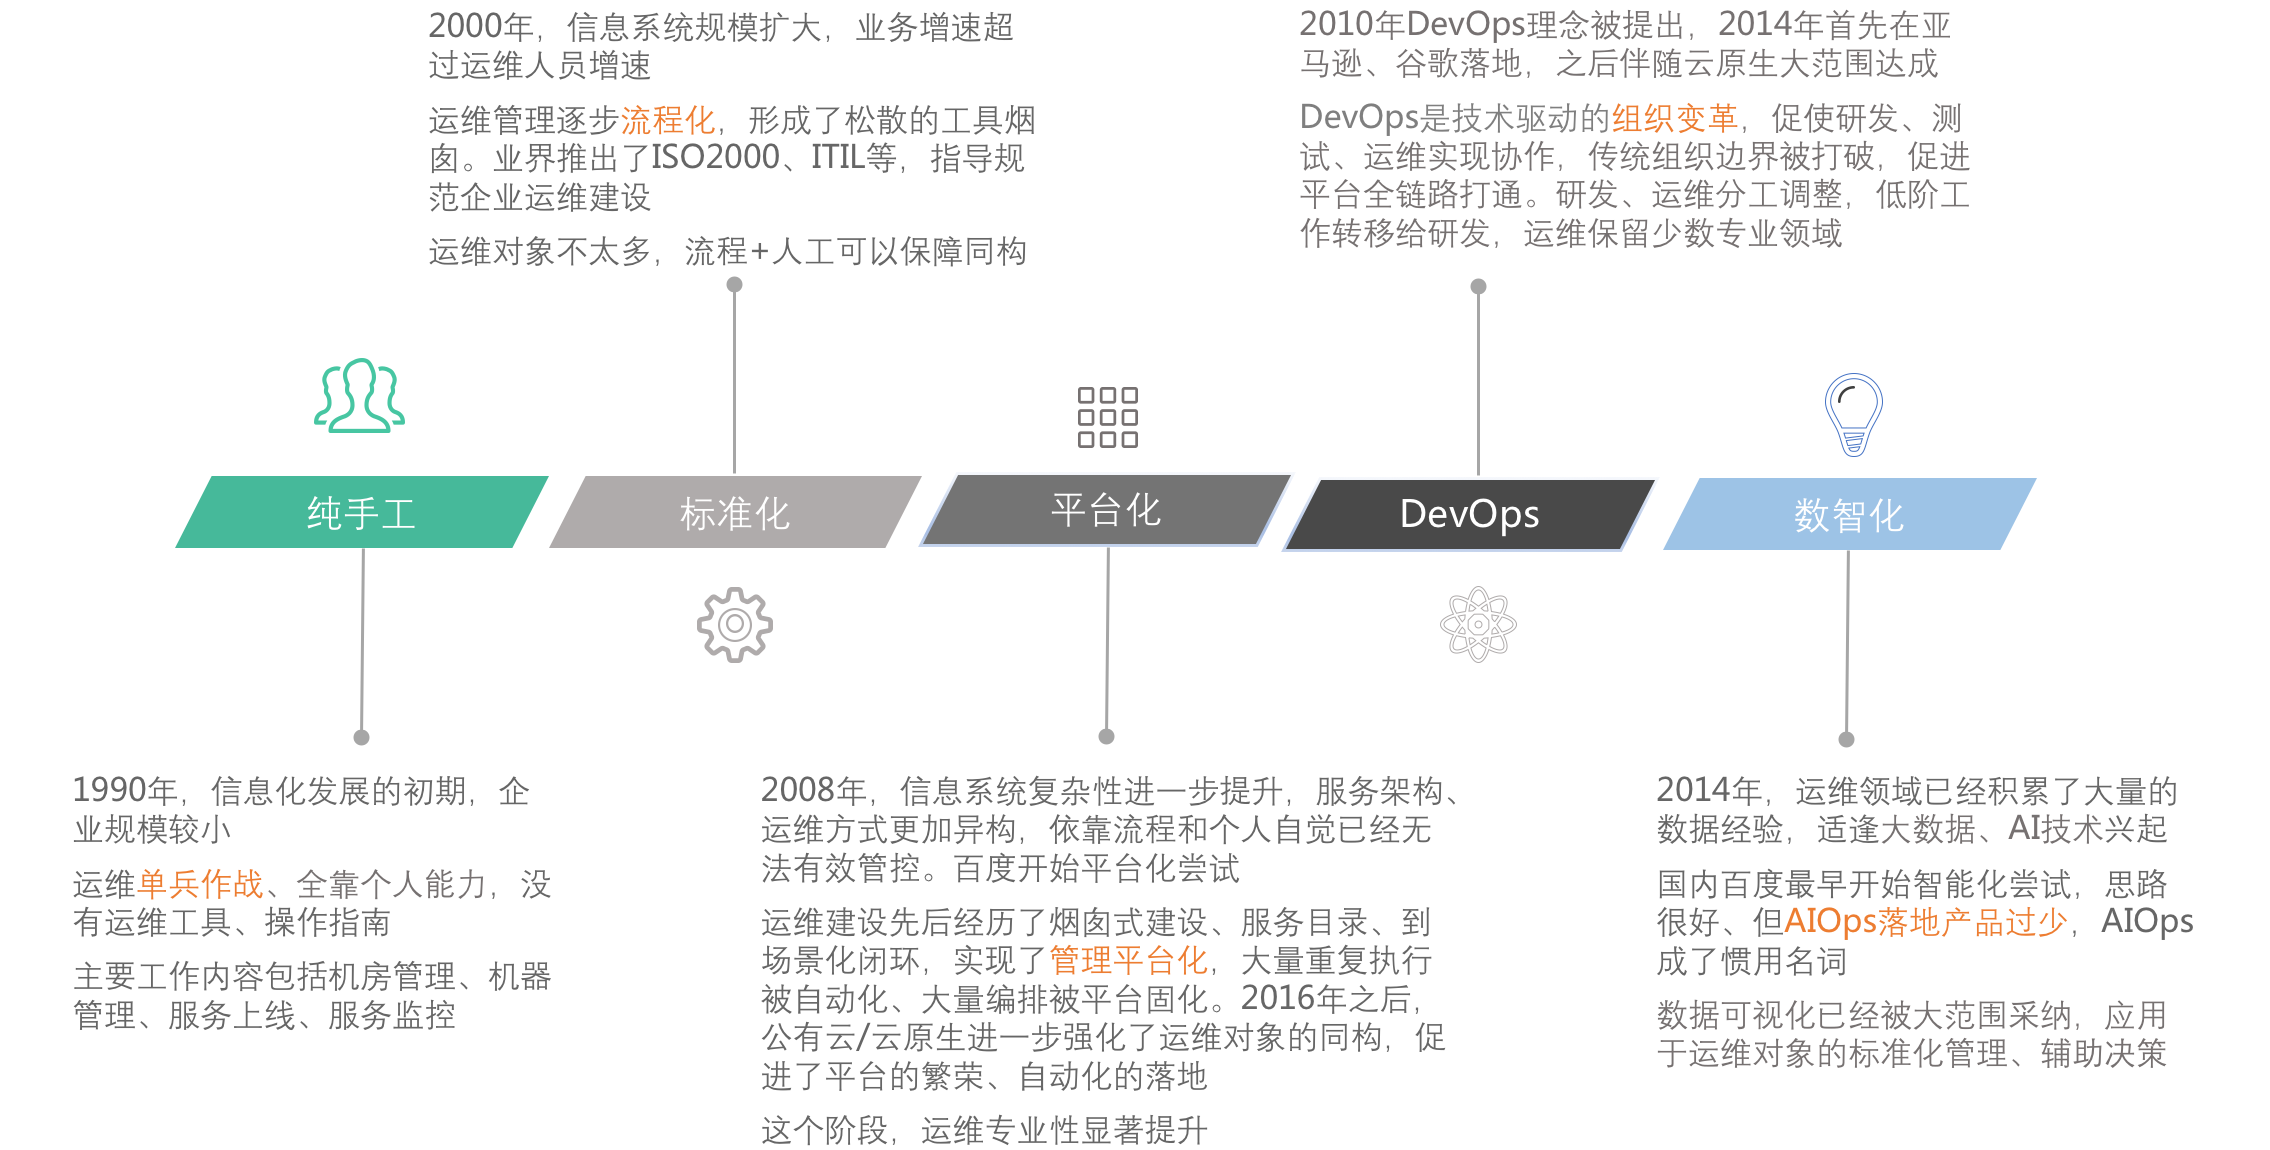 2000年，信息系统规模扩大，业务增速超
过运维人员增速
运维管理逐步流程化，形成了松散的工具烟
囱。业界推出了ISO2000、ITIL等，指导规
范企业运维建设
运维对象不太多，流程+人工可以保障同构
2010年DevOps理念被提出，2014年首先在亚
马逊、谷歌落地，之后伴随云原生大范围达成
DevOps是技术驱动的组织变革，促使研发、测
试、运维实现协作，传统组织边界被打破，促进
平台全链路打通。研发、运维分工调整，低阶工
作转移给研发，运维保留少数专业领域
纯手工
标准化
平台化
DevOps
数智化
1990年，信息化发展的初期，企
业规模较小
运维单兵作战、全靠个人能力，没
有运维工具、操作指南
主要工作内容包括机房管理、机器
管理、服务上线、服务监控
2008年，信息系统复杂性进一步提升，服务架构、
运维方式更加异构，依靠流程和个人自觉已经无
法有效管控。百度开始平台化尝试
运维建设先后经历了烟囱式建设、服务目录、到
场景化闭环，实现了管理平台化，大量重复执行
被自动化、大量编排被平台固化。2016年之后，
公有云/云原生进一步强化了运维对象的同构，促
进了平台的繁荣、自动化的落地
这个阶段，运维专业性显著提升
2014年，运维领域已经积累了大量的
数据经验，适逢大数据、AI技术兴起
国内百度最早开始智能化尝试，思路
很好、但AIOps落地产品过少，AIOps
成了惯用名词
数据可视化已经被大范围采纳，应用
于运维对象的标准化管理、辅助决策